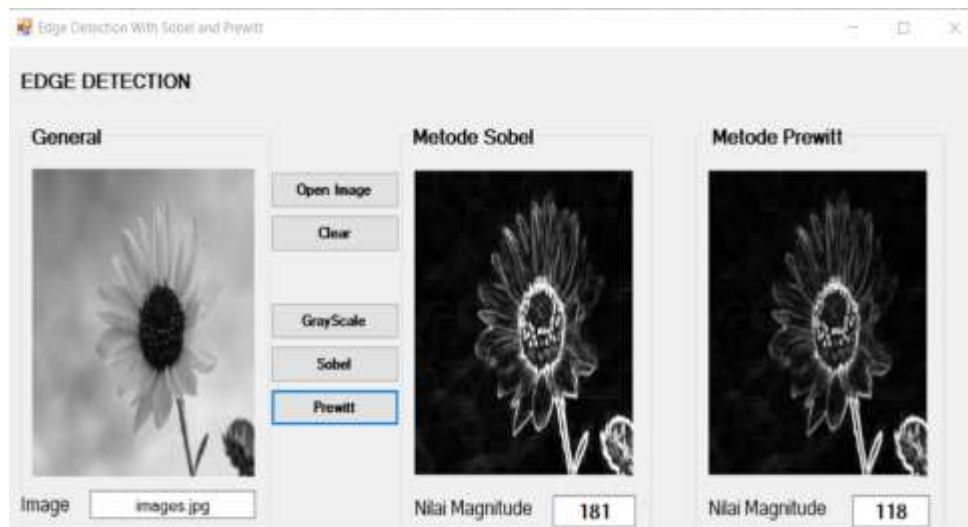 Edge Detection With Sobel and Prewitt
EDGE DETECTION
General
Metode Sobel
Metode Prewitt
Open Image
Clear
GrayScale
Sobel
Prewitt
Image
images.jpg
Nilai Magnitude
181
Nilai Magnitude
118